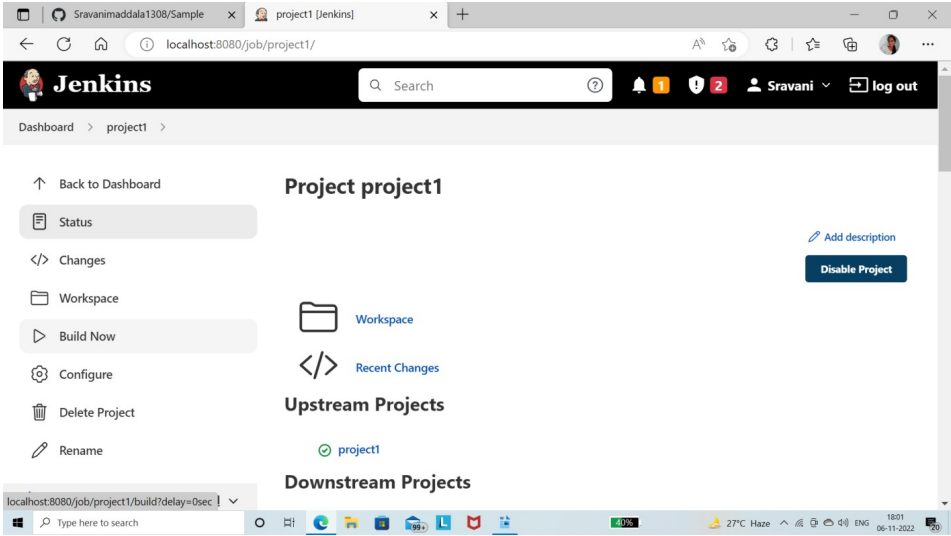 Sravanimaddala1308/Sample
project1 [Jenkins]
localhost:8080/job/project1/
Jenkins
Search
1
2
Sravani
log out
Dashboard > project1 >
Back to Dashboard
Status
Changes
Workspace
Build Now
Configure
Delete Project
Rename
Project project1
Add description
Disable Project
Workspace
Recent Changes
Upstream Projects
project1
Downstream Projects
localhost:8080/job/project1/build?delay=0sec
Type here to search
99+
L
40%
27°C Haze
ENG
18:01
06-11-2022
20